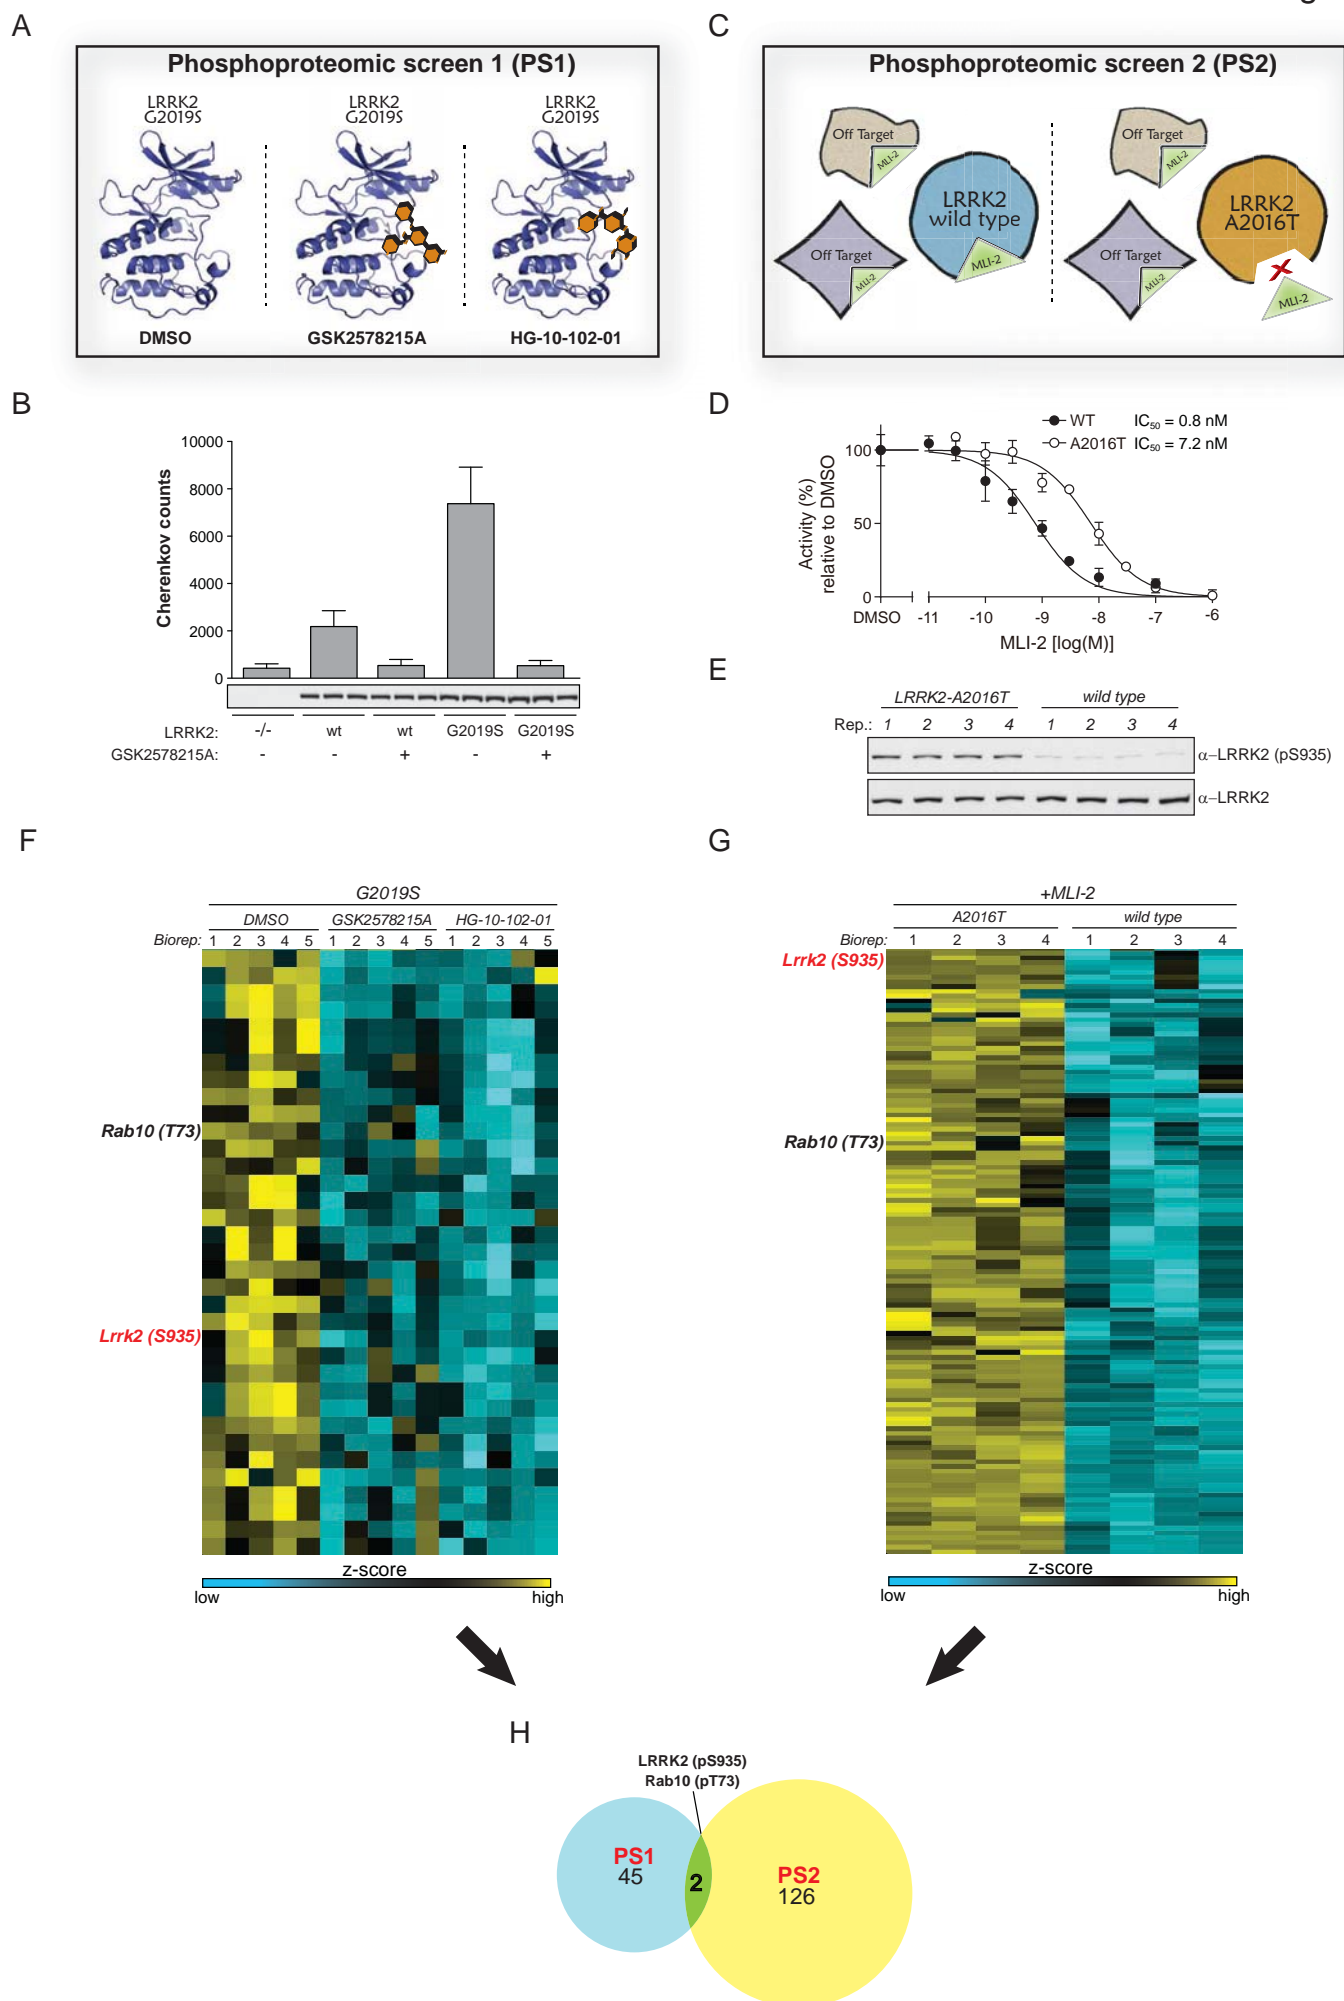 g
A
Phosphoproteomic screen 1 (PS1)
LRRK2
G2019S
LRRK2
G2019S
LRRK2
G2019S
DMSO
GSK2578215A
HG-10-102-01
C
Phosphoproteomic screen 2 (PS2)
Off Target
MLI-2
Off Target
MLI-2
LRRK2
wild type
MLI-2
Off Target
MLI-2
Off Target
MLI-2
LRRK2
A2016T
X
MLI-2
B
Cherenkov counts
10000
8000
6000
4000
2000
0
LRRK2: -/- wt wt G2019S G2019S
GSK2578215A: - - + - +
D
WT IC50 = 0.8 nM
A2016T IC50 = 7.2 nM
Activity (%)
relative to DMSO
100
50
0
DMSO -11 -10 -9 -8 -7 -6
MLI-2 [log(M)]
E
LRRK2-A2016T wild type
Rep.: 1 2 3 4 1 2 3 4
α–LRRK2 (pS935)
α–LRRK2
F
G2019S
DMSO GSK2578215A HG-10-102-01
Biorep: 1 2 3 4 5 1 2 3 4 5 1 2 3 4 5
Rab10 (T73)
Lrrk2 (S935)
z-score
low high
G
+MLI-2
A2016T wild type
Biorep: 1 2 3 4 1 2 3 4
Lrrk2 (S935)
Rab10 (T73)
z-score
low high
H
LRRK2 (pS935)
Rab10 (pT73)
PS1
45
2
PS2
126